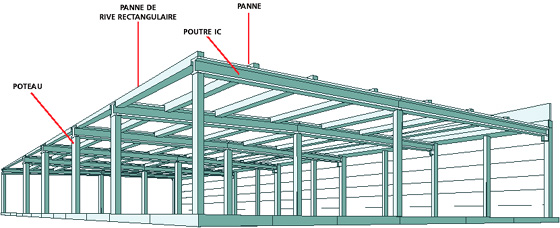 PANNE DE
RIVE RECTANGULAIRE
PANNE
POUTRE IC
POTEAU